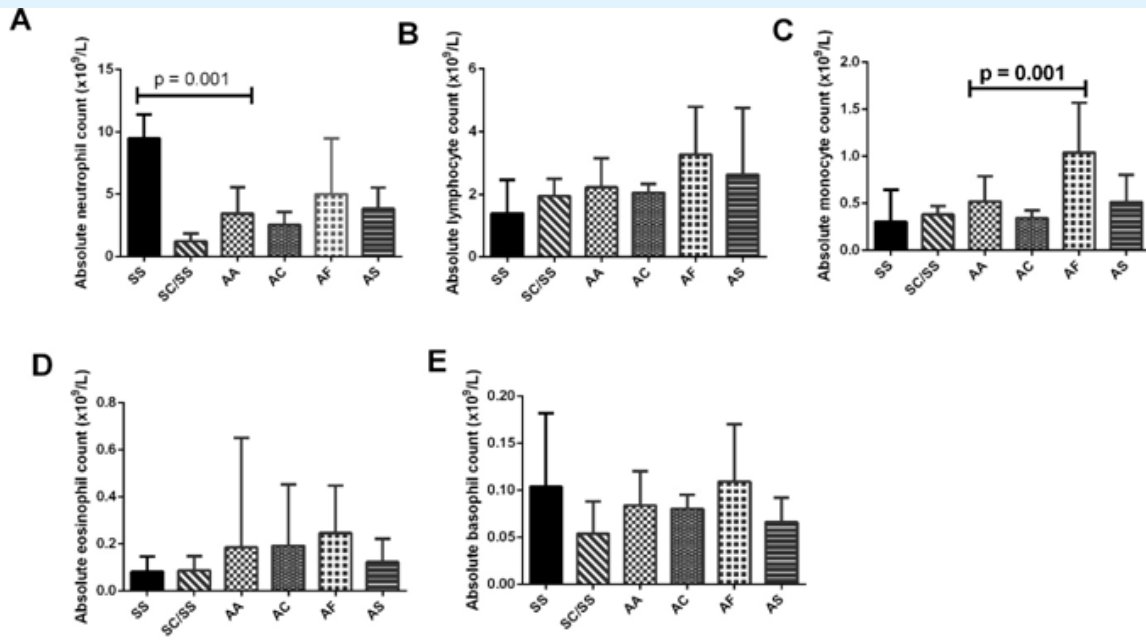 A
Absolute neutrophil count (x10⁹/L)
15
10
5
0
p = 0.001
SS
SC/SS
AA
AC
AF
AS
B
Absolute lymphocyte count (x10⁹/L)
6
4
2
0
SS
SC/SS
AA
AC
AF
AS
C
Absolute monocyte count (x10⁹/L)
2.0
1.5
1.0
0.5
0.0
p = 0.001
SS
SC/SS
AA
AC
AF
AS
D
Absolute eosinophil count (x10⁹/L)
0.8
0.6
0.4
0.2
0.0
SS
SC/SS
AA
AC
AF
AS
E
Absolute basophil count (x10⁹/L)
0.20
0.15
0.10
0.05
0.00
SS
SC/SS
AA
AC
AF
AS